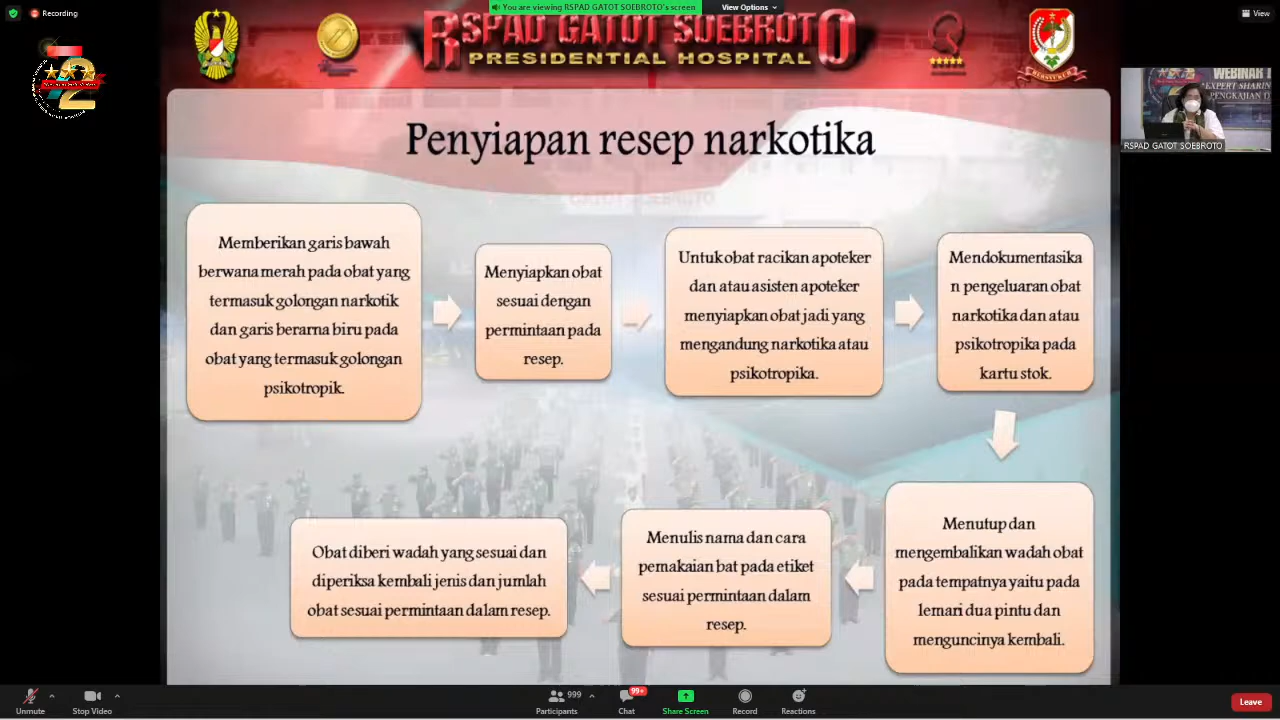 Recording
You are viewing RSPAD GATOT SOEBROTO's screen
View Options
View
72
RSPAD GATOT SOEBROTO
PRESIDENTIAL HOSPITAL
WEBINAR
EXPERT SHARIN
PENGKAJIAN
RSPAD GATOT SOEBROTO
Penyiapan resep narkotika
Memberikan garis bawah
berwana merah pada obat yang
termasuk golongan narkotik
dan garis berarna biru pada
obat yang termasuk golongan
psikotropik.
Menyiapkan obat
sesuai dengan
permintaan pada
resep.
Untuk obat racikan apoteker
dan atau asisten apoteker
menyiapkan obat jadi yang
mengandung narkotika atau
psikotropika.
Mendokumentasika
n pengeluaran obat
narkotika dan atau
psikotropika pada
kartu stok.
Menutup dan
mengembalikan wadah obat
pada tempatnya yaitu pada
lemari dua pintu dan
menguncinya kembali.
Menulis nama dan cara
pemakaian bat pada etiket
sesuai permintaan dalam
resep.
Obat diberi wadah yang sesuai dan
diperiksa kembali jenis dan jumlah
obat sesuai permintaan dalam resep.
Unmute
Stop Video
999
Participants
99+
Chat
Share Screen
Record
Reactions
Leave